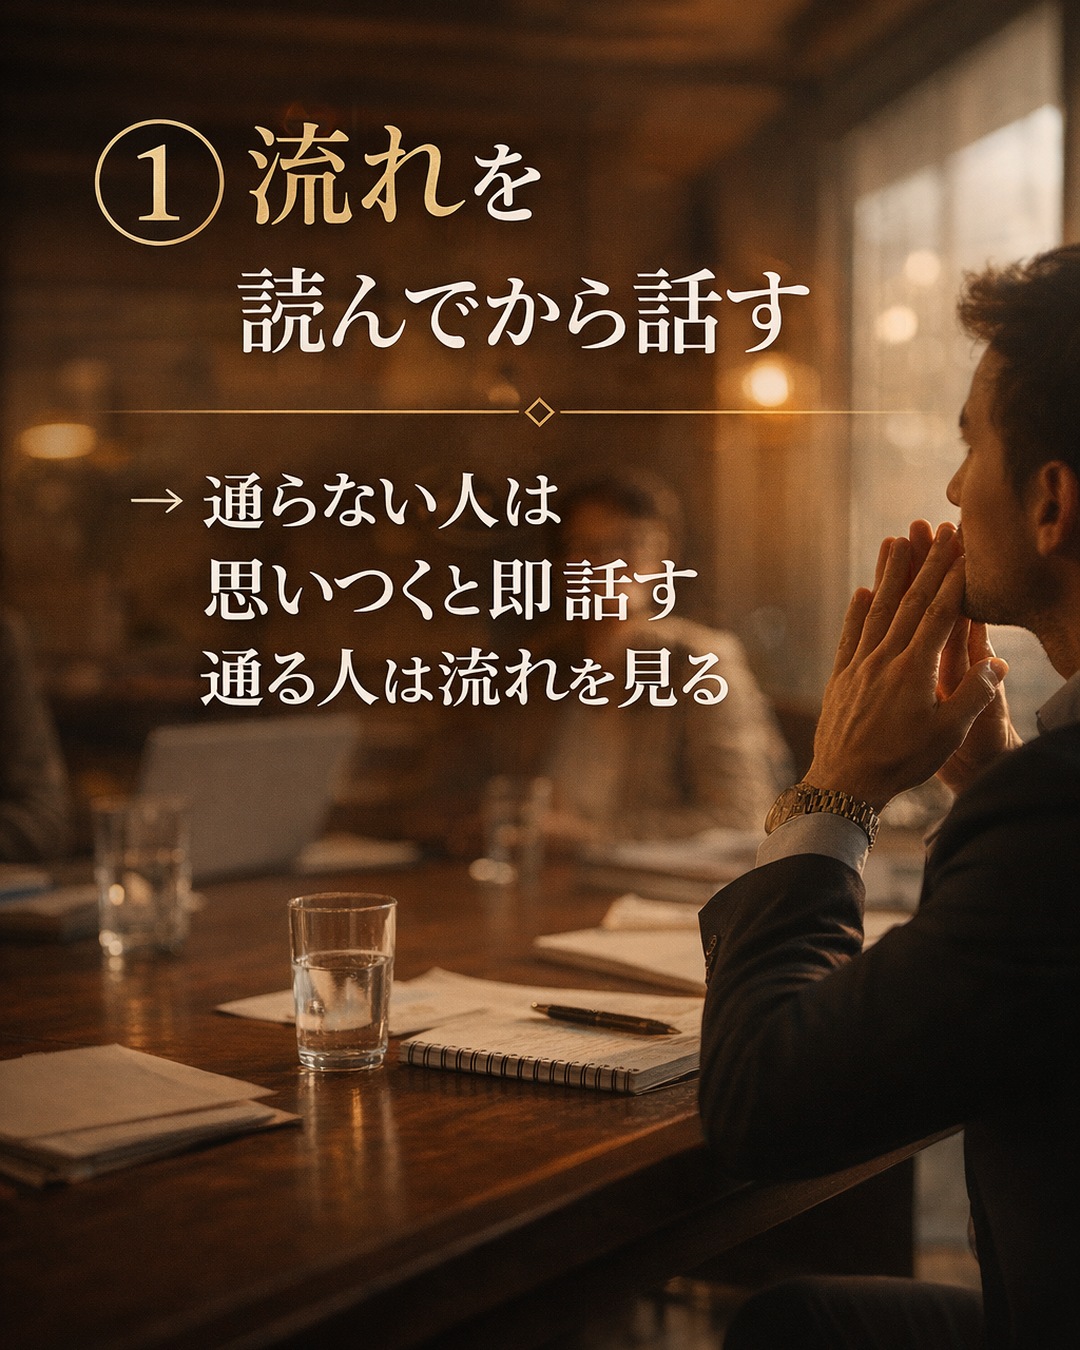 ① 流れを
読んでから話す
→ 通らない人は
思いつくと即話す
通る人は流れを見る